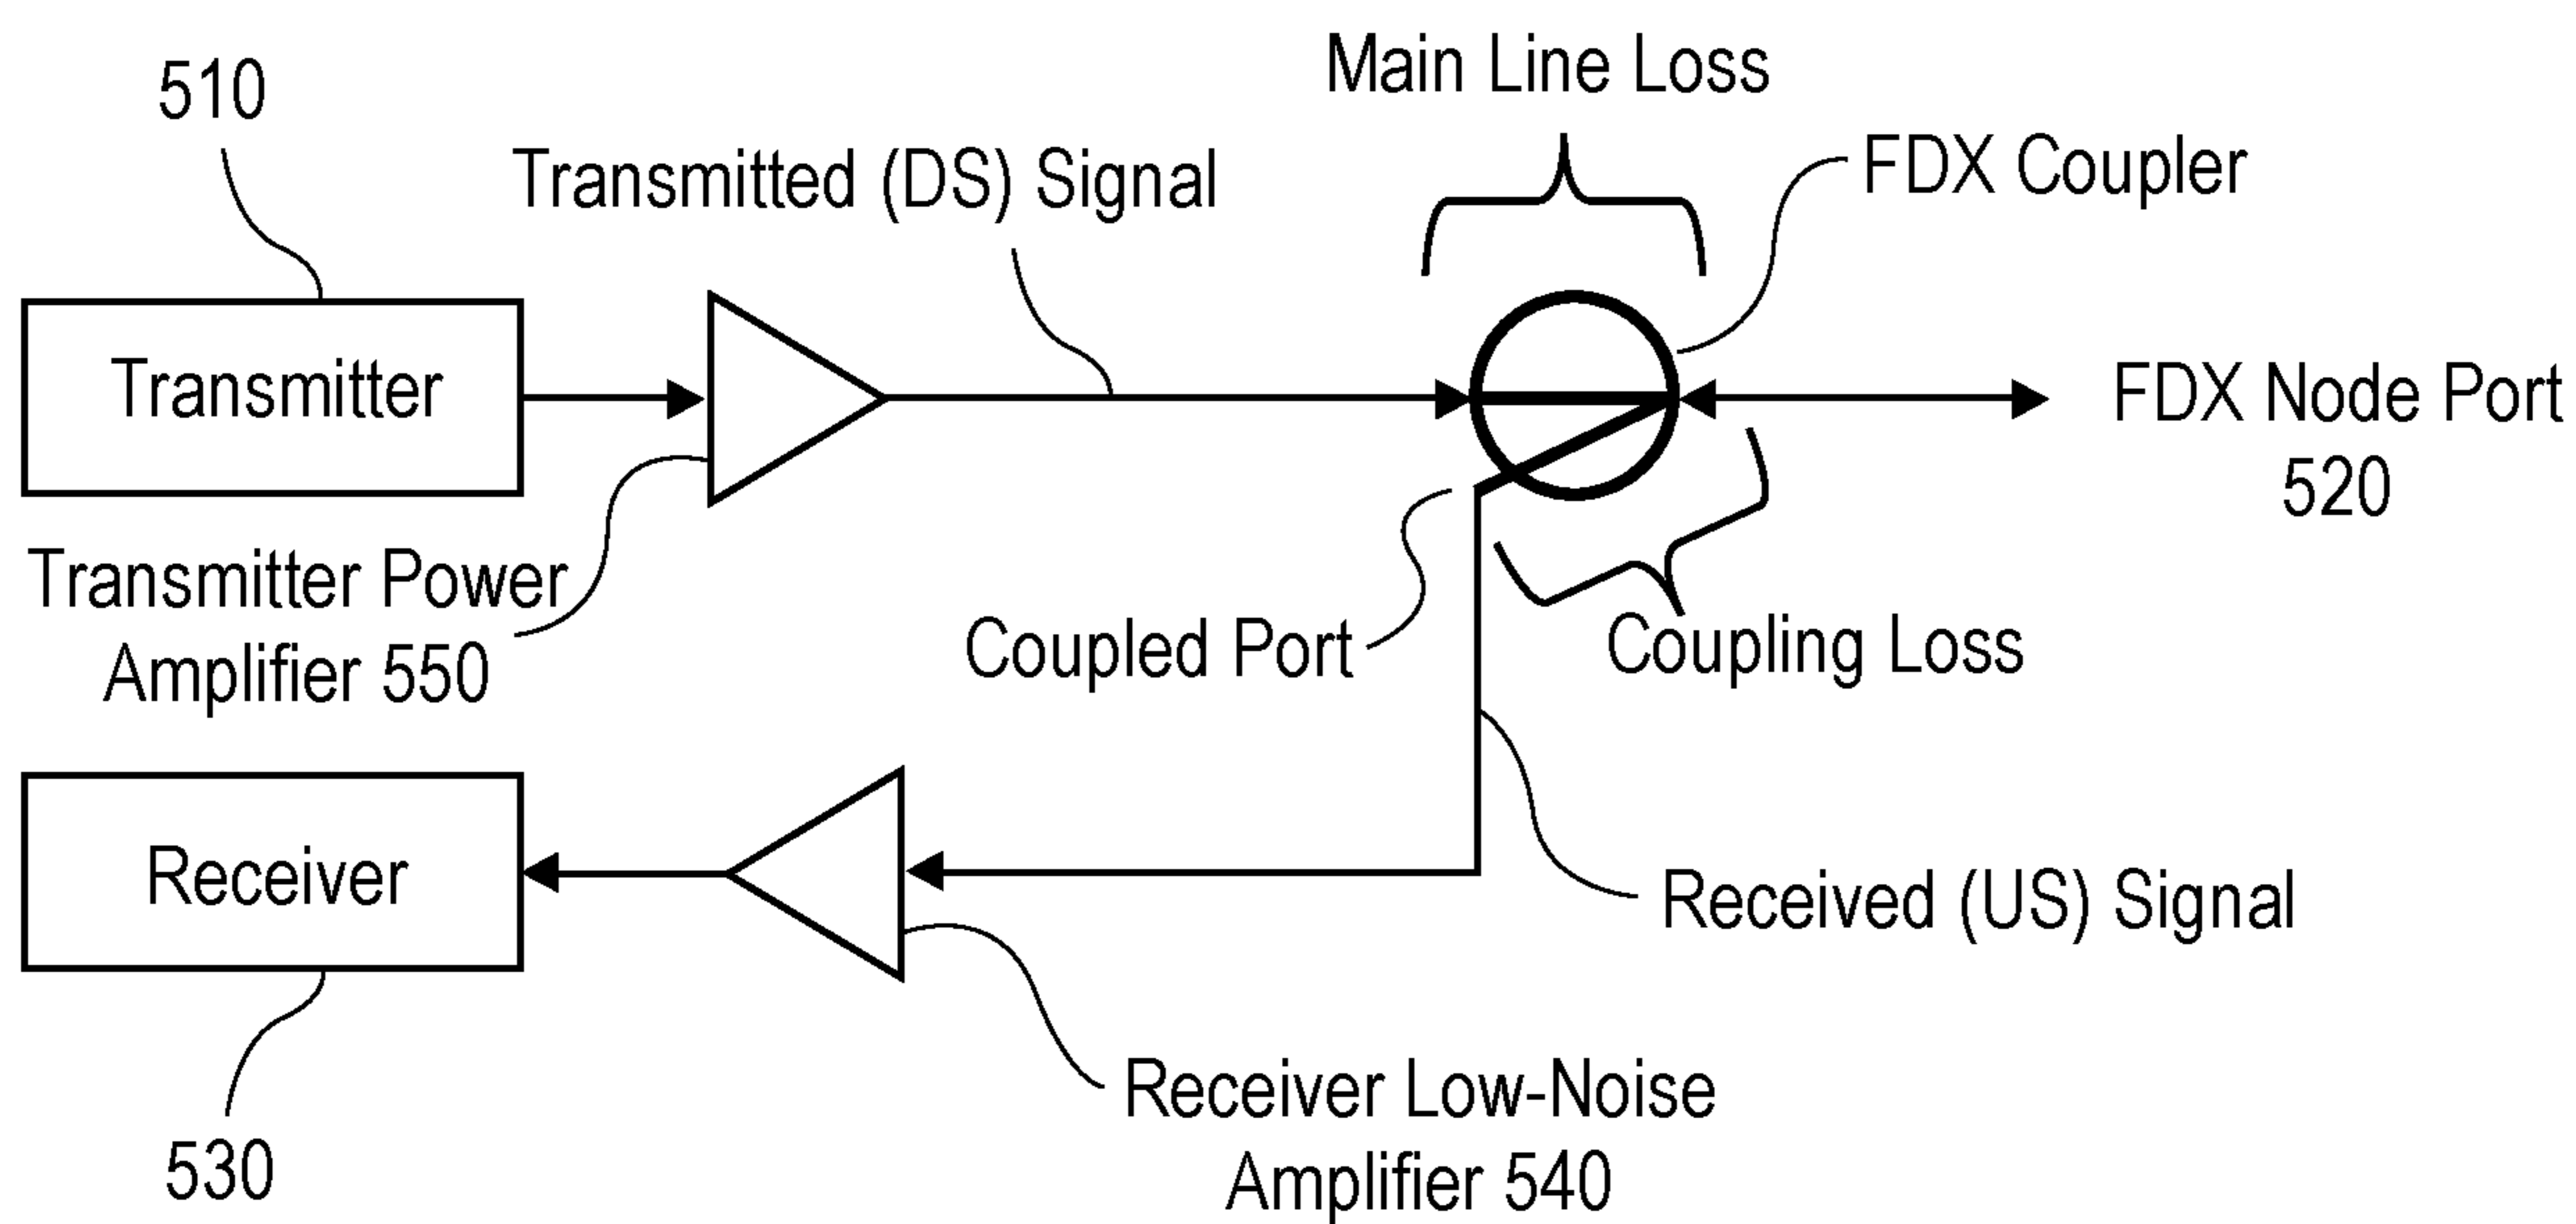 Main Line Loss
510
FDX Coupler
Transmitted (DS) Signal
Transmitter
FDX Node Port
520
Transmitter Power
Amplifier 550
Coupled Port
Coupling Loss
Receiver
Received (US) Signal
Receiver Low-Noise
Amplifier 540
530